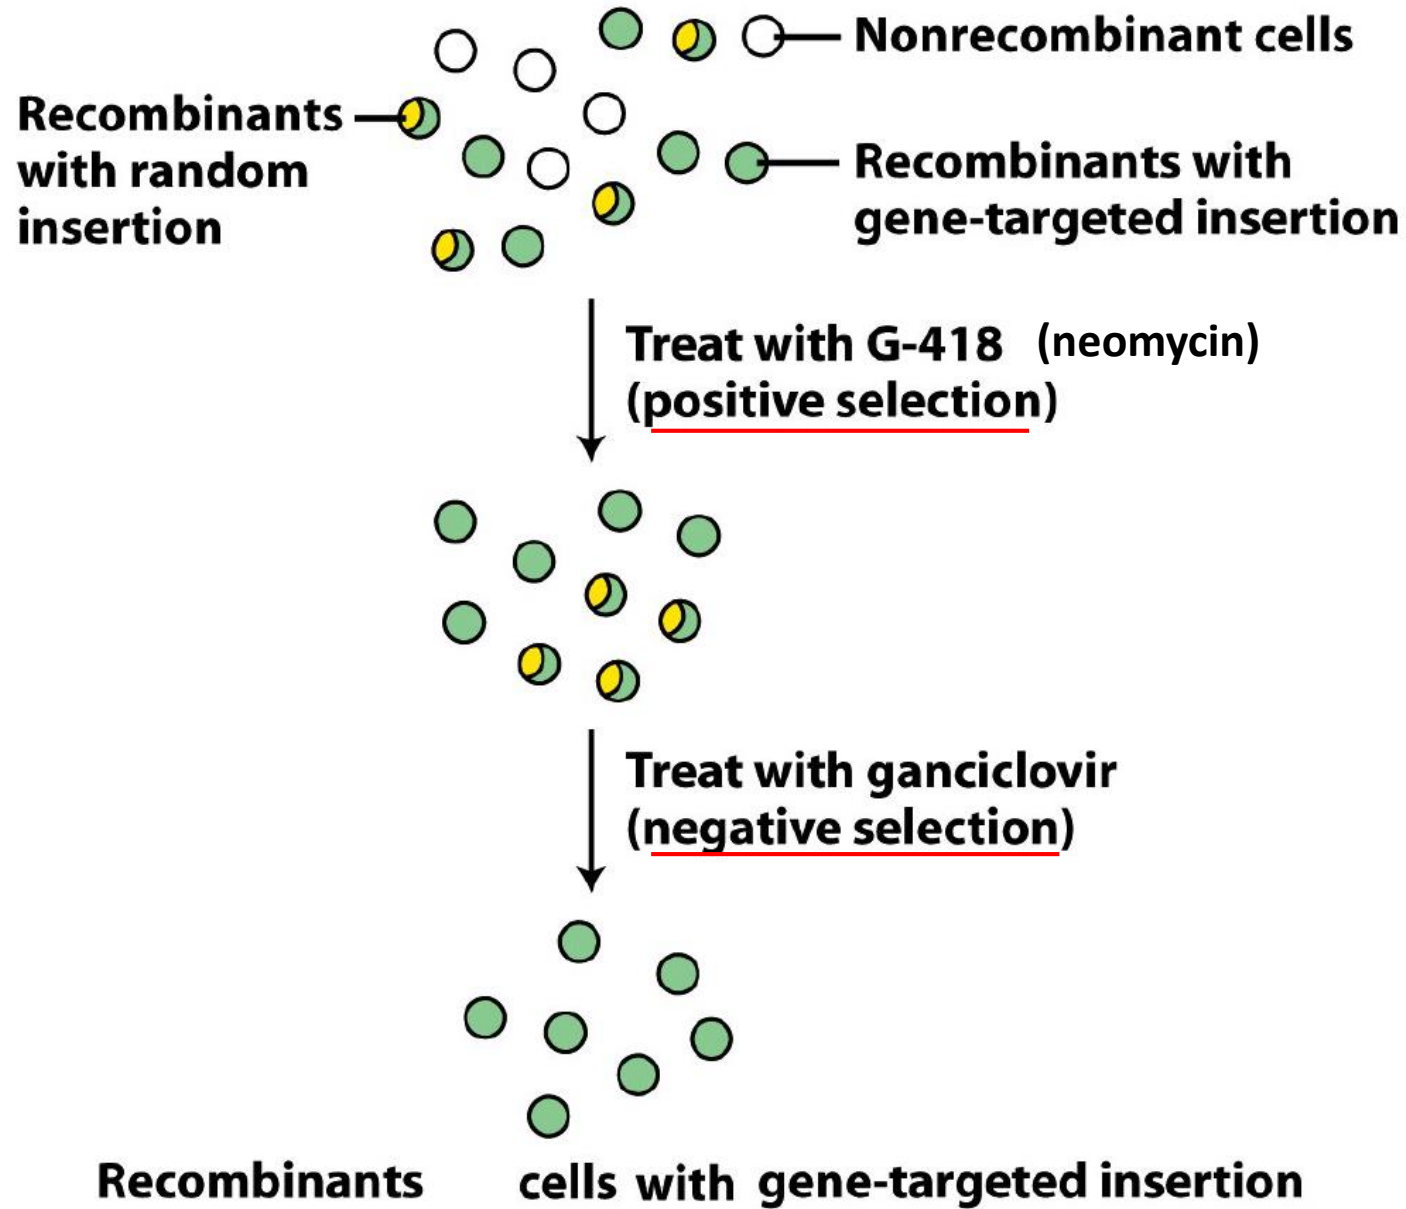 Nonrecombinant cells
Recombinants
with random
insertion
Recombinants with
gene-targeted insertion
Treat with G-418 (neomycin)
(positive selection)
Treat with ganciclovir
(negative selection)
Recombinants cells with gene-targeted insertion